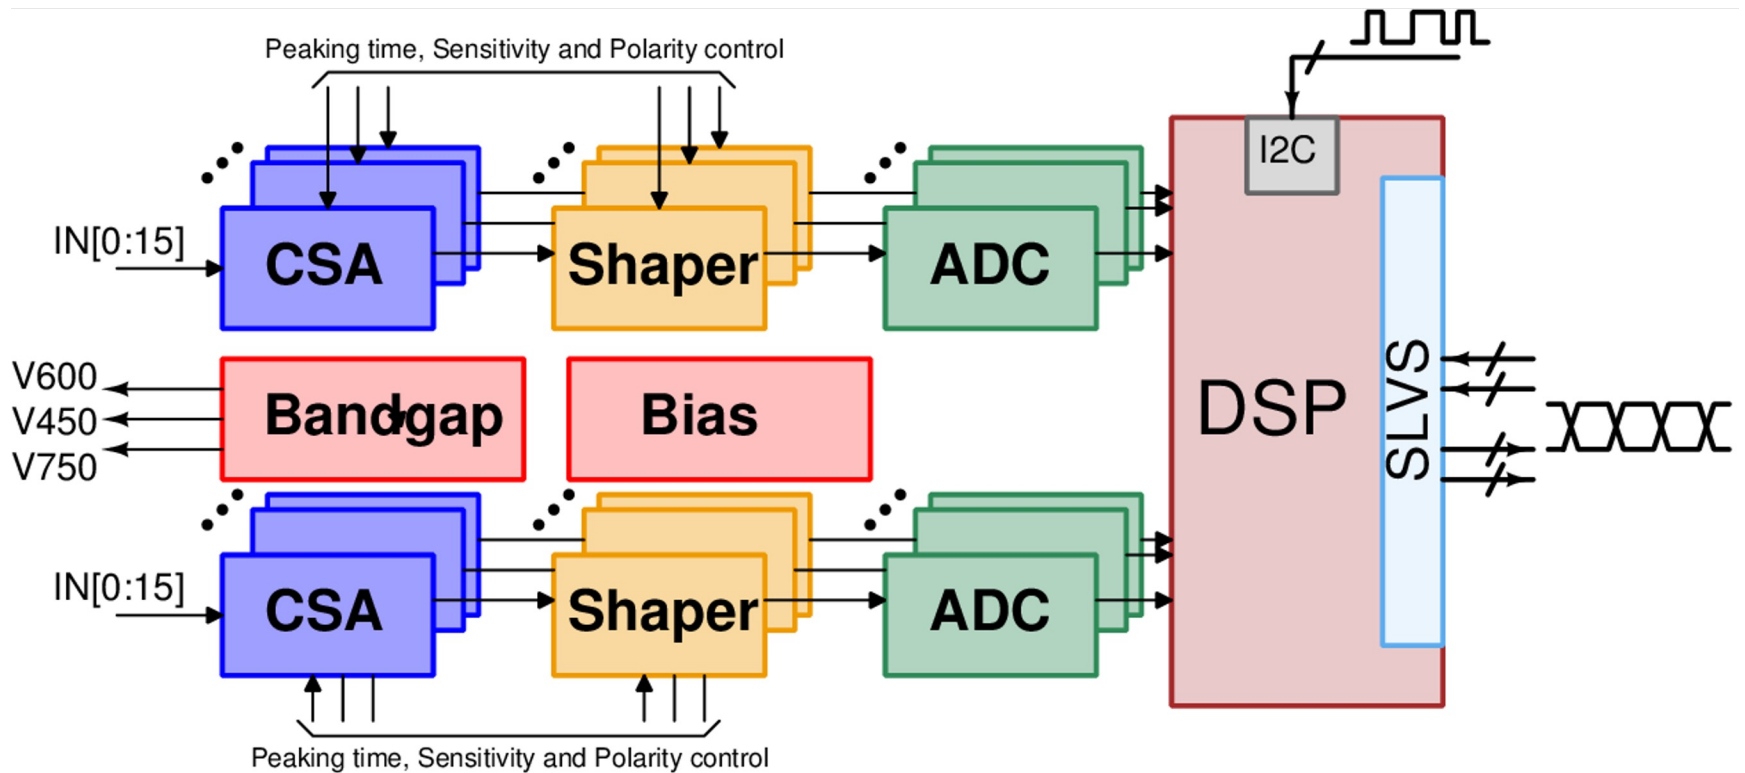 Peaking time, Sensitivity and Polarity control
I2C
IN[0:15]
CSA
Shaper
ADC
V600
V450
V750
Bandgap
Bias
DSP
SLVS
IN[0:15]
CSA
Shaper
ADC
Peaking time, Sensitivity and Polarity control